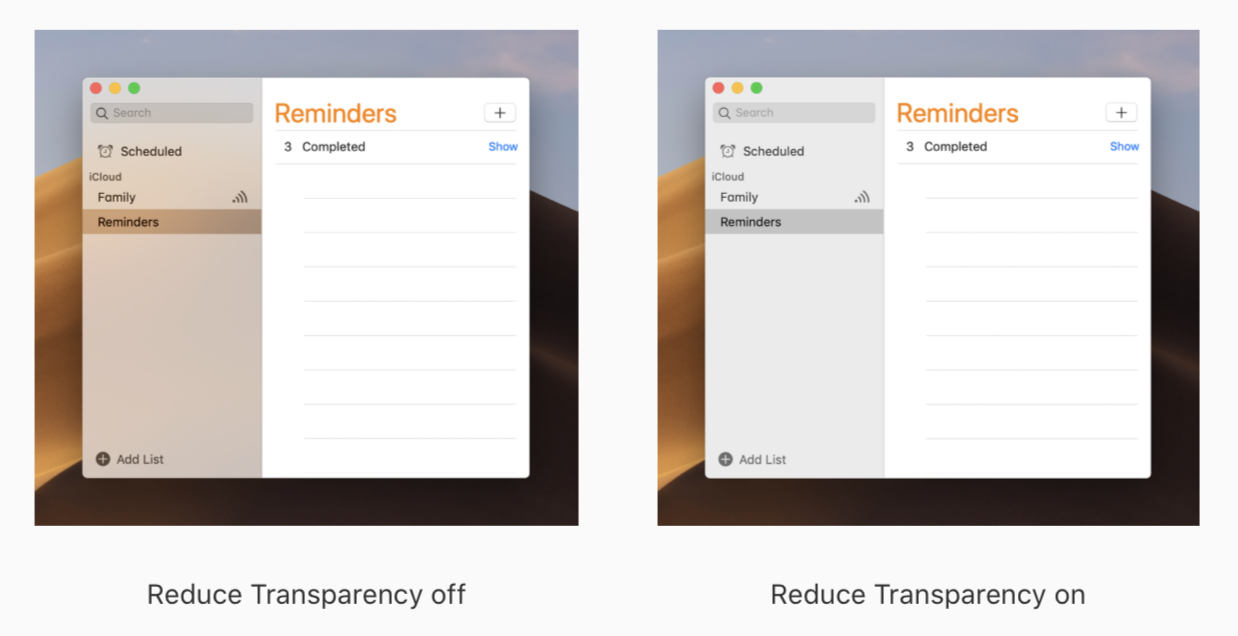 Search
Reminders
+
Scheduled
3 Completed Show
iCloud
Family
Reminders
Add List
Search
Reminders
+
Scheduled
3 Completed Show
iCloud
Family
Reminders
Add List
Reduce Transparency off
Reduce Transparency on